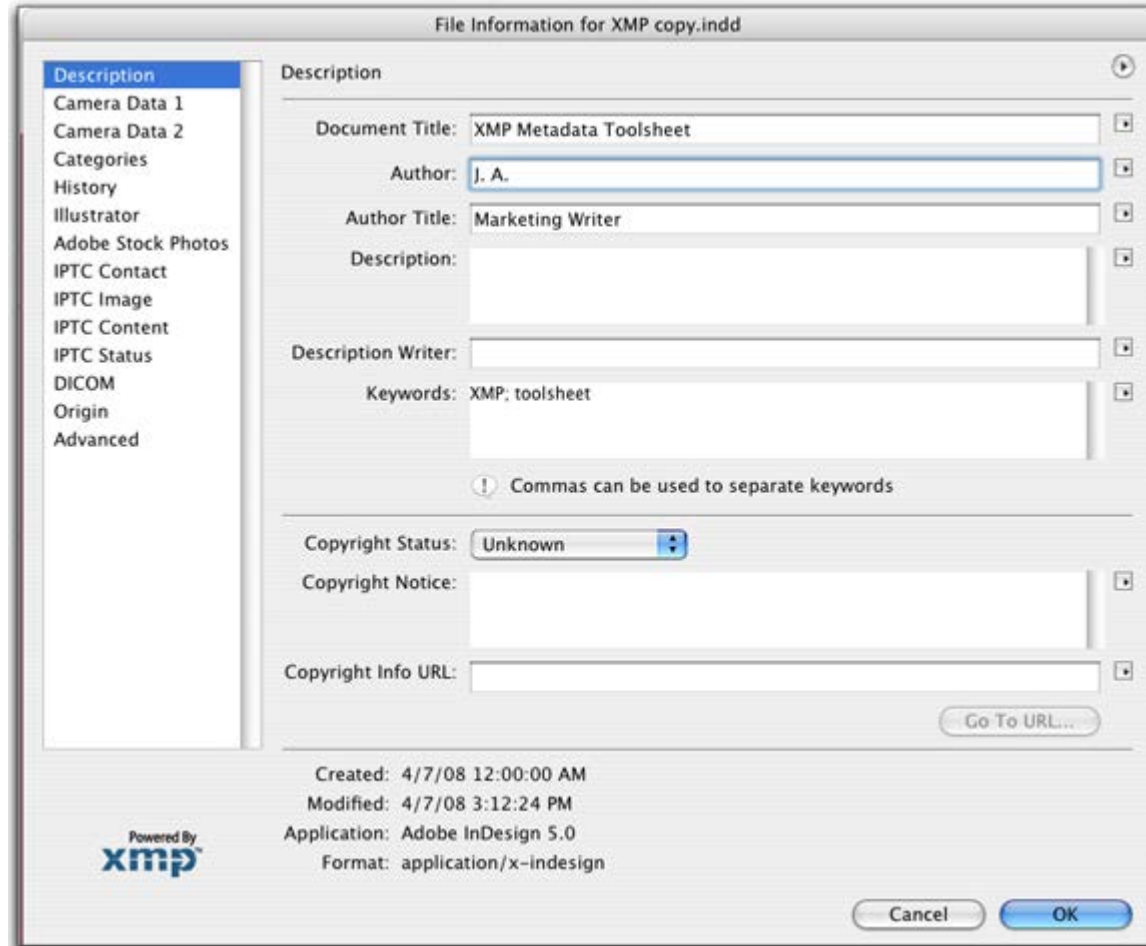 File Information for XMP copy.indd
Description
Camera Data 1
Camera Data 2
Categories
History
Illustrator
Adobe Stock Photos
IPTC Contact
IPTC Image
IPTC Content
IPTC Status
DICOM
Origin
Advanced
Description
Document Title: XMP Metadata Toolsheet
Author: J. A.
Author Title: Marketing Writer
Description:
Description Writer:
Keywords: XMP; toolsheet
! Commas can be used to separate keywords
Copyright Status: Unknown
Copyright Notice:
Copyright Info URL:
Go To URL...
Created: 4/7/08 12:00:00 AM
Modified: 4/7/08 3:12:24 PM
Application: Adobe InDesign 5.0
Format: application/x-indesign
Powered By
xmp™
Cancel
OK